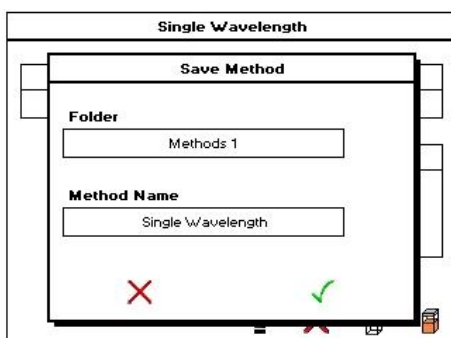 Single Wavelength
Save Method
Folder
Methods 1
Method Name
Single Wavelength